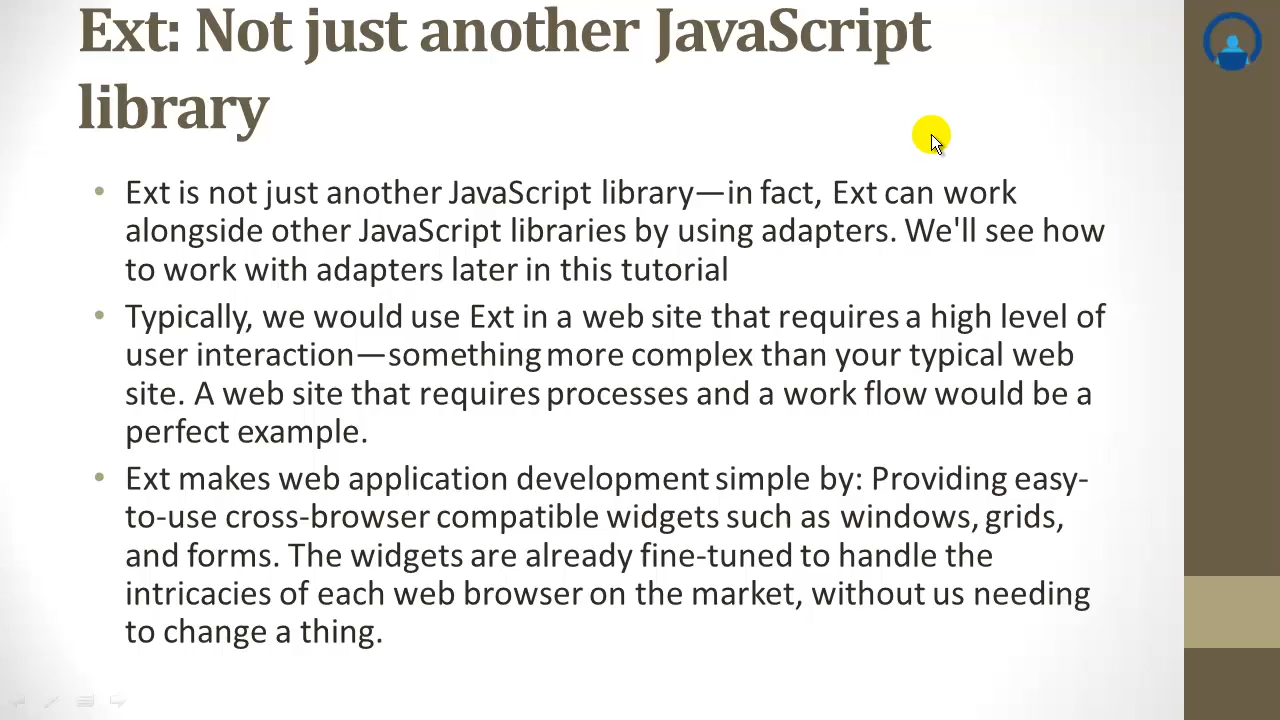 Ext: Not just another JavaScript
library
• Ext is not just another JavaScript library—in fact, Ext can work
alongside other JavaScript libraries by using adapters. We'll see how
to work with adapters later in this tutorial
• Typically, we would use Ext in a web site that requires a high level of
user interaction—something more complex than your typical web
site. A web site that requires processes and a work flow would be a
perfect example.
• Ext makes web application development simple by: Providing easy-
to-use cross-browser compatible widgets such as windows, grids,
and forms. The widgets are already fine-tuned to handle the
intricacies of each web browser on the market, without us needing
to change a thing.